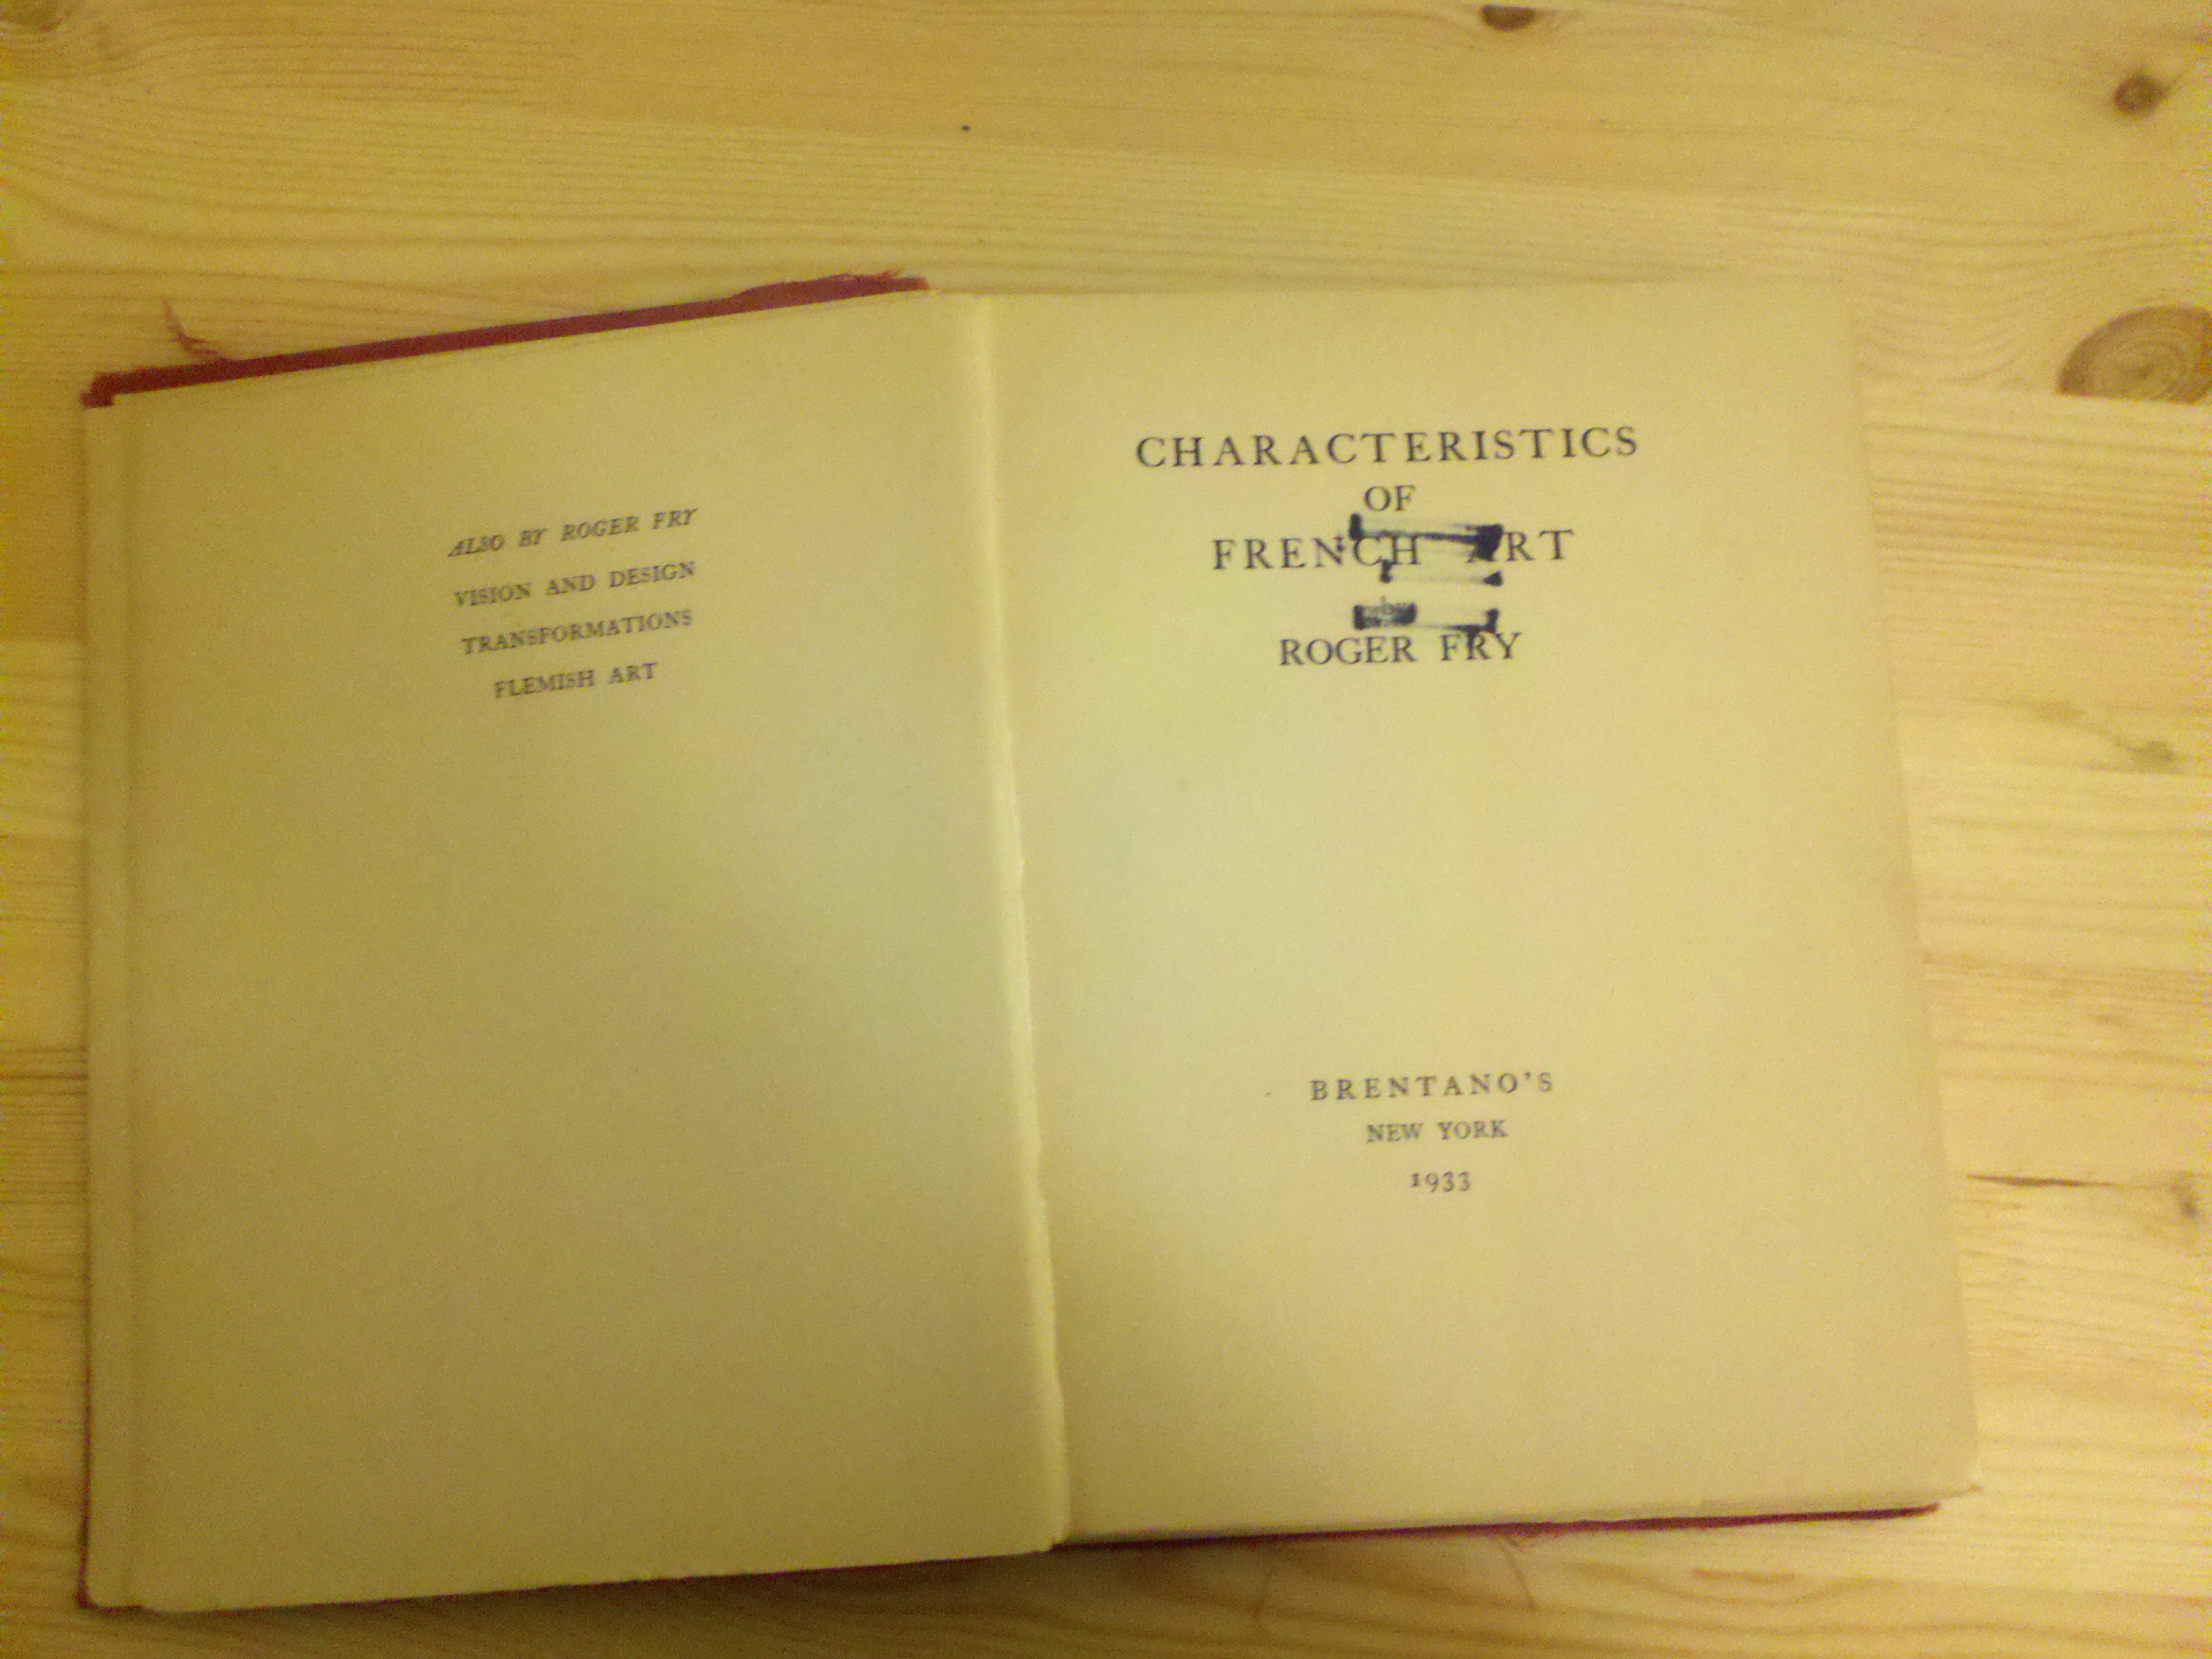 ALSO BY ROGER FRY
VISION AND DESIGN
TRANSFORMATIONS
FLEMISH ART
CHARACTERISTICS
OF
FRENCH ART
ROGER FRY
BRENTANO'S
NEW YORK
1933